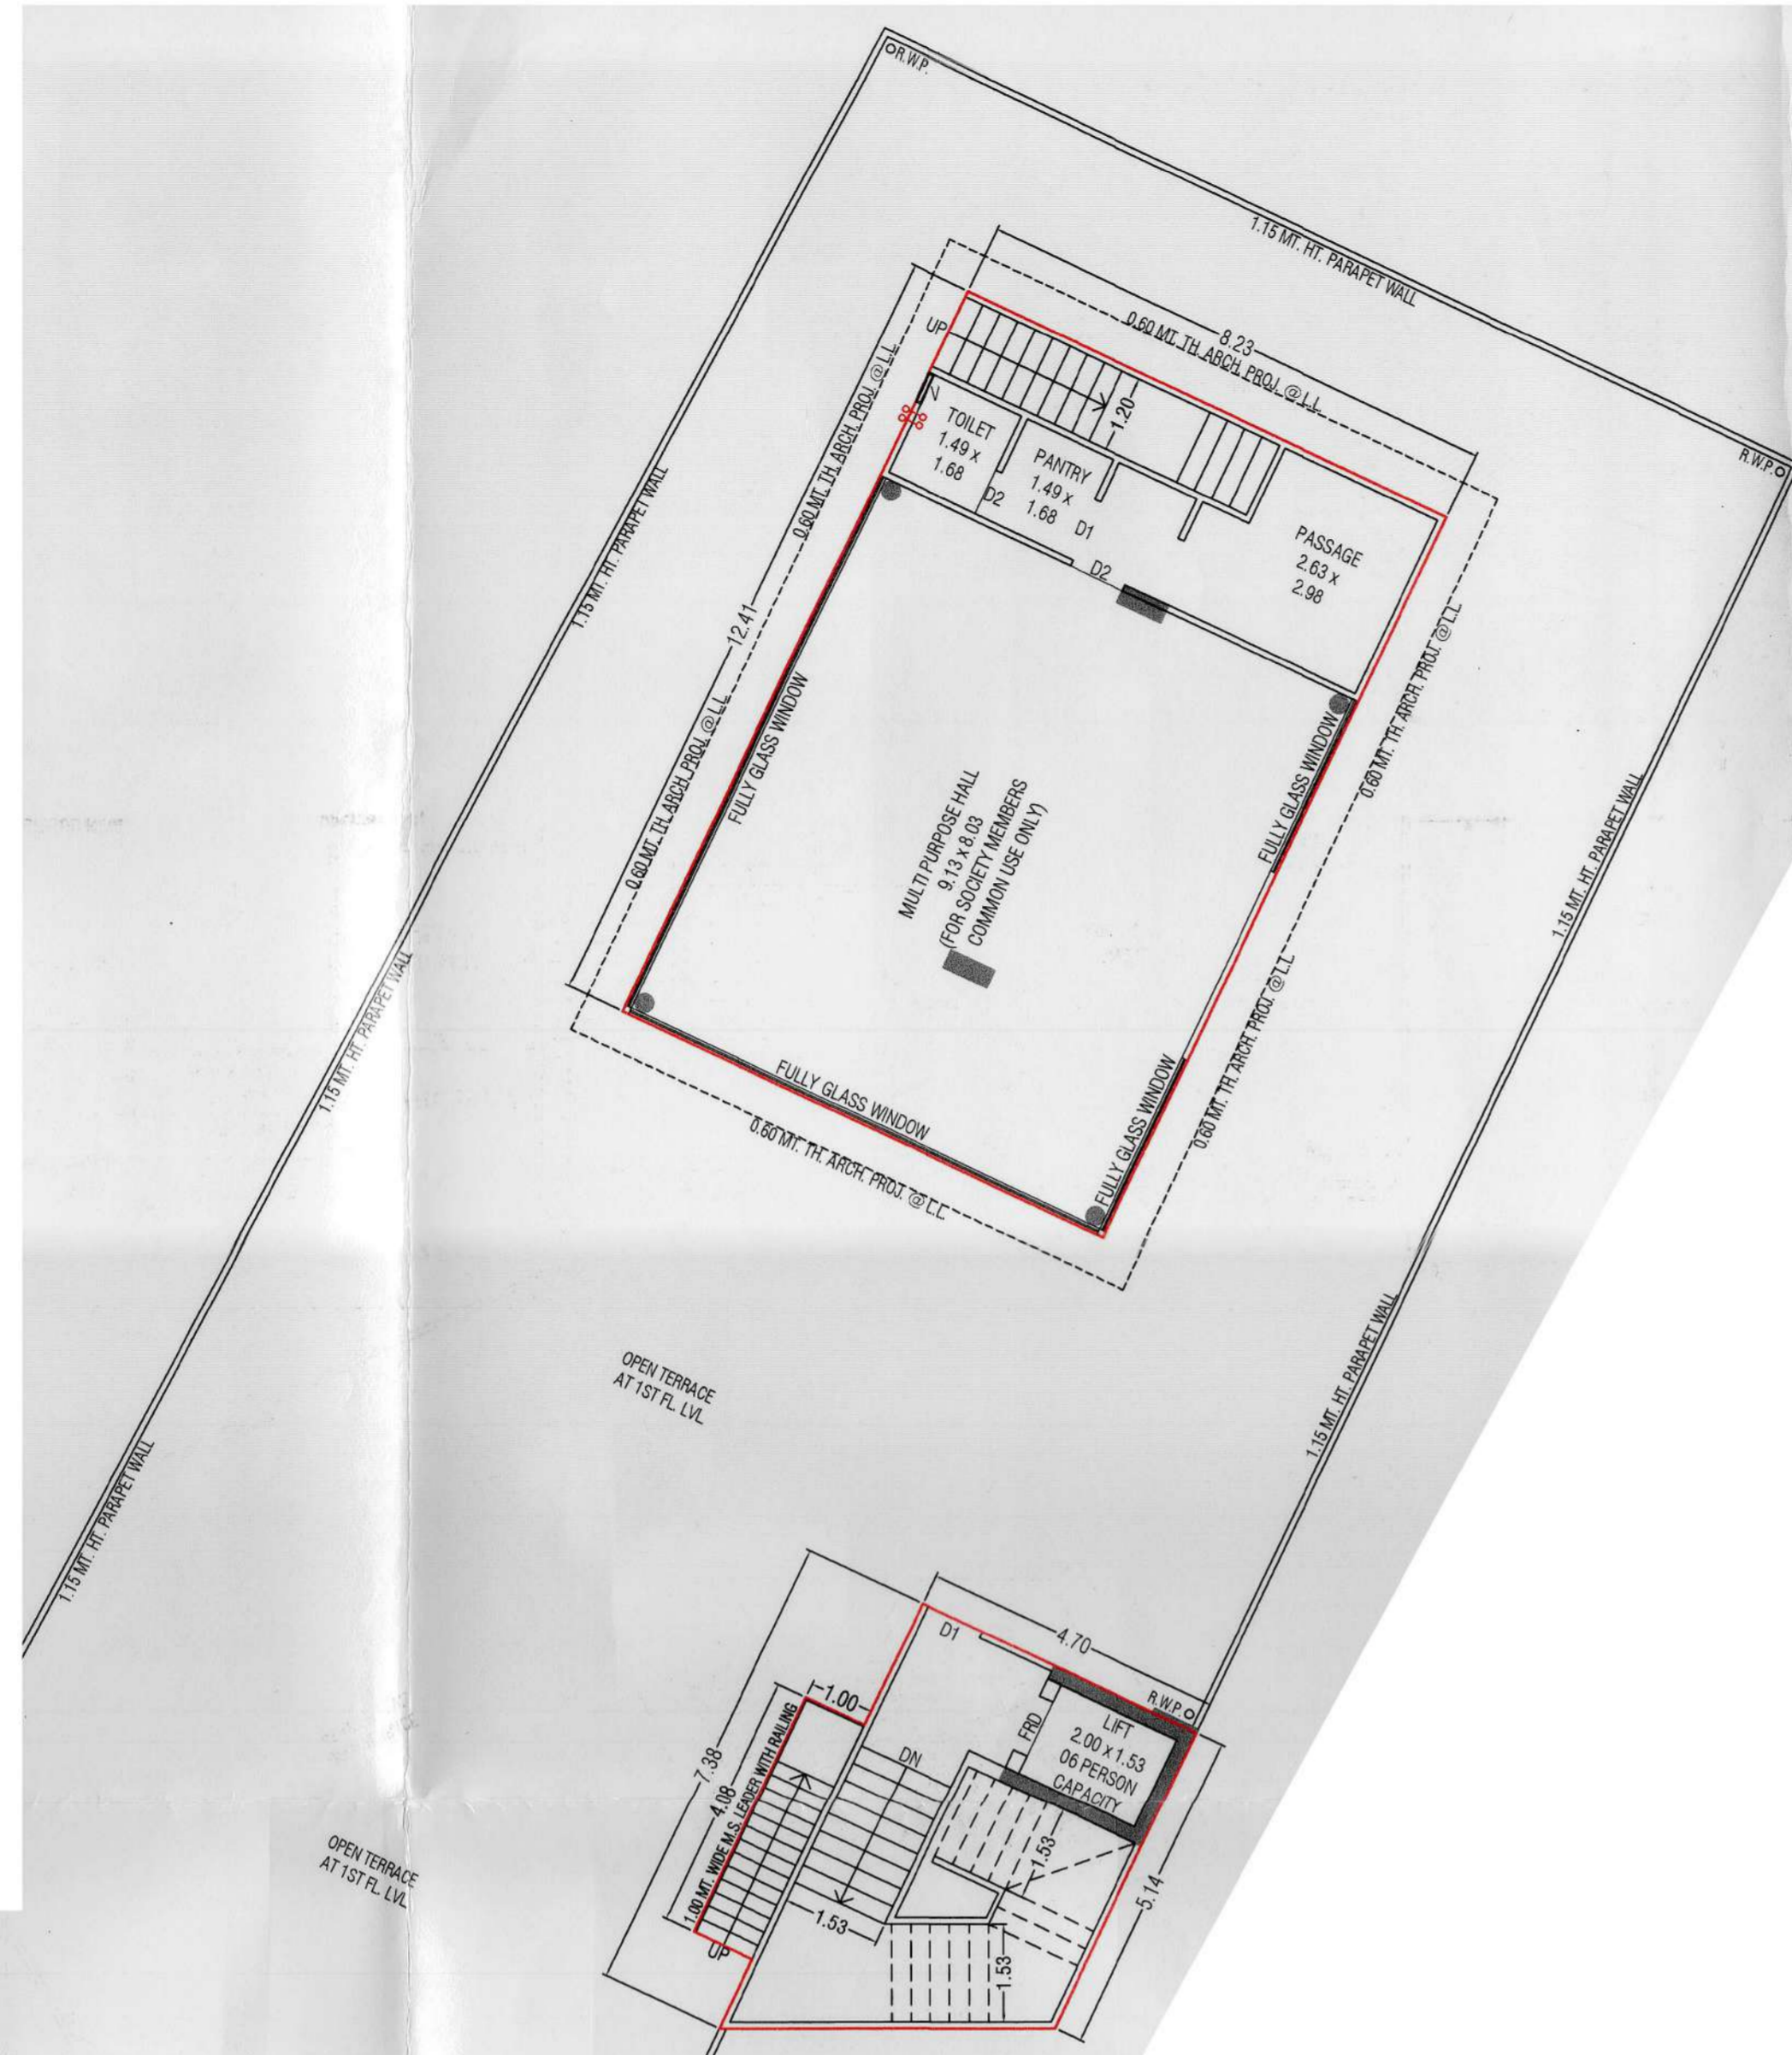 R.W.P.
1.15 MT. HT. PARAPET WALL
R.W.P.
8.23
0.60 MT. TH. ARCH. PROJ. @ L.L.
UP
1.20
0.60 MT. TH. ARCH. PROJ. @ L.L.
V
TOILET
1.49 x
1.68
D2
PANTRY
1.49 x
1.68
D1
D2
PASSAGE
2.63 x
2.98
1.15 MT. HT. PARAPET WALL
12.41
0.60 MT. TH. ARCH. PROJ. @ L.L.
FULLY GLASS WINDOW
FULLY GLASS WINDOW
0.60 MT. TH. ARCH. PROJ. @ L.L.
MULTI PURPOSE HALL
9.13 X 8.03
(FOR SOCIETY MEMBERS
COMMON USE ONLY)
1.15 MT. HT. PARAPET WALL
1.15 MT. HT. PARAPET WALL
0.60 MT. TH. ARCH. PROJ. @ L.L.
FULLY GLASS WINDOW
FULLY GLASS WINDOW
0.60 MT. TH. ARCH. PROJ. @ L.L.
1.15 MT. HT. PARAPET WALL
OPEN TERRACE
AT 1ST FL. LVL
1.15 MT. HT. PARAPET WALL
D1
4.70
R.W.P.
1.00
LIFT
2.00 x 1.53
06 PERSON
CAPACITY
FRD
DN
7.38
4.08
1.00 MT. WIDE M.S. LEADER WITH RAILING
UP
1.53
1.53
1.53
5.14
OPEN TERRACE
AT 1ST FL. LVL